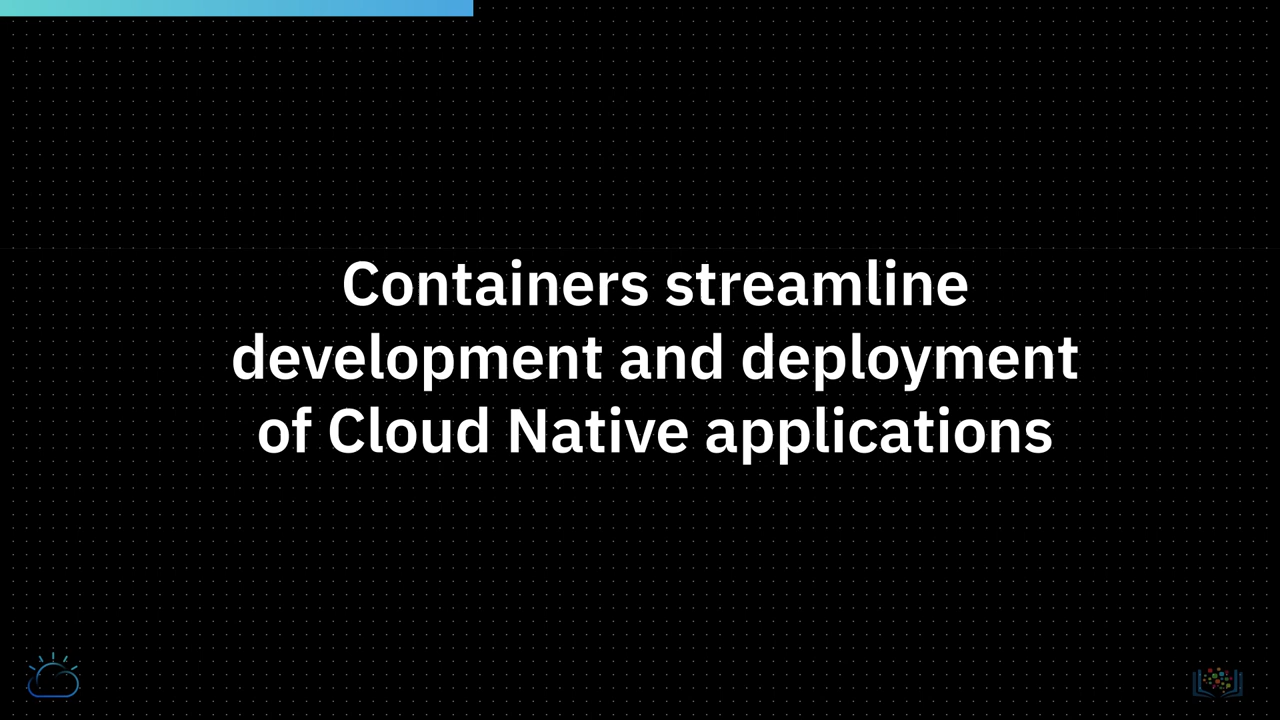 Containers streamline
development and deployment
of Cloud Native applications